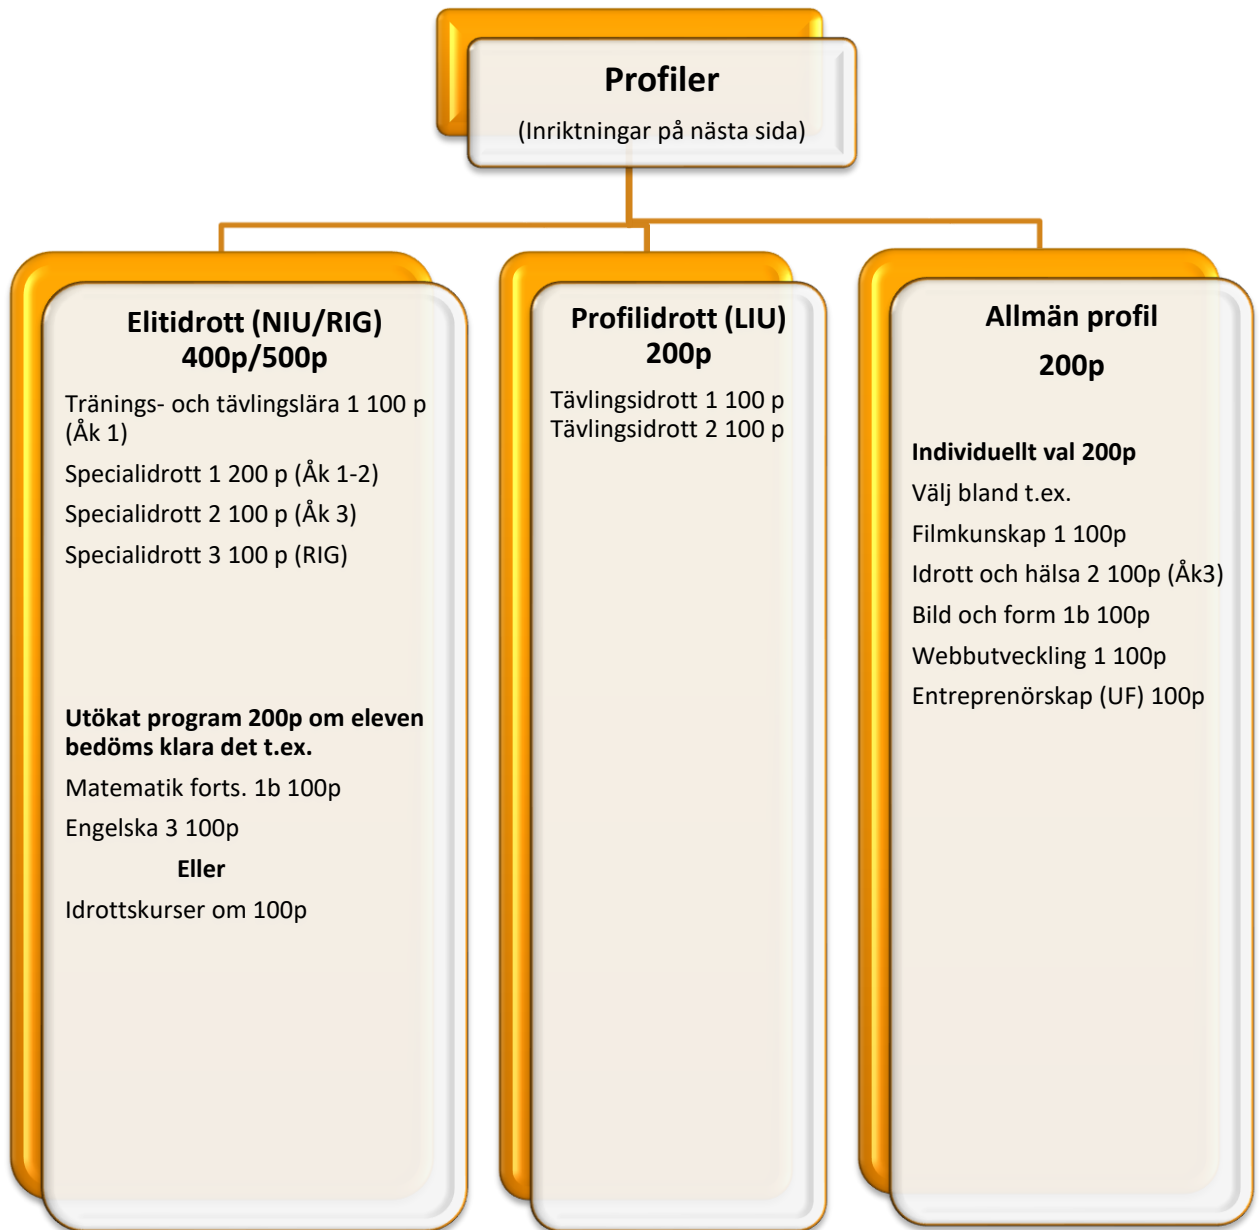 Profiler
(Inriktningar på nästa sida)
Elitidrott (NIU/RIG)
400p/500p
Tränings- och tävlingslära 1 100 p
(Åk 1)
Specialidrott 1 200 p (Åk 1-2)
Specialidrott 2 100 p (Åk 3)
Specialidrott 3 100 p (RIG)
Utökat program 200p om eleven
bedöms klara det t.ex.
Matematik forts. 1b 100p
Engelska 3 100p
Eller
Idrottskurser om 100p
Profilidrott (LIU)
200p
Tävlingsidrott 1 100 p
Tävlingsidrott 2 100 p
Allmän profil
200p
Individuellt val 200p
Välj bland t.ex.
Filmkunskap 1 100p
Idrott och hälsa 2 100p (Åk3)
Bild och form 1b 100p
Webbutveckling 1 100p
Entreprenörskap (UF) 100p